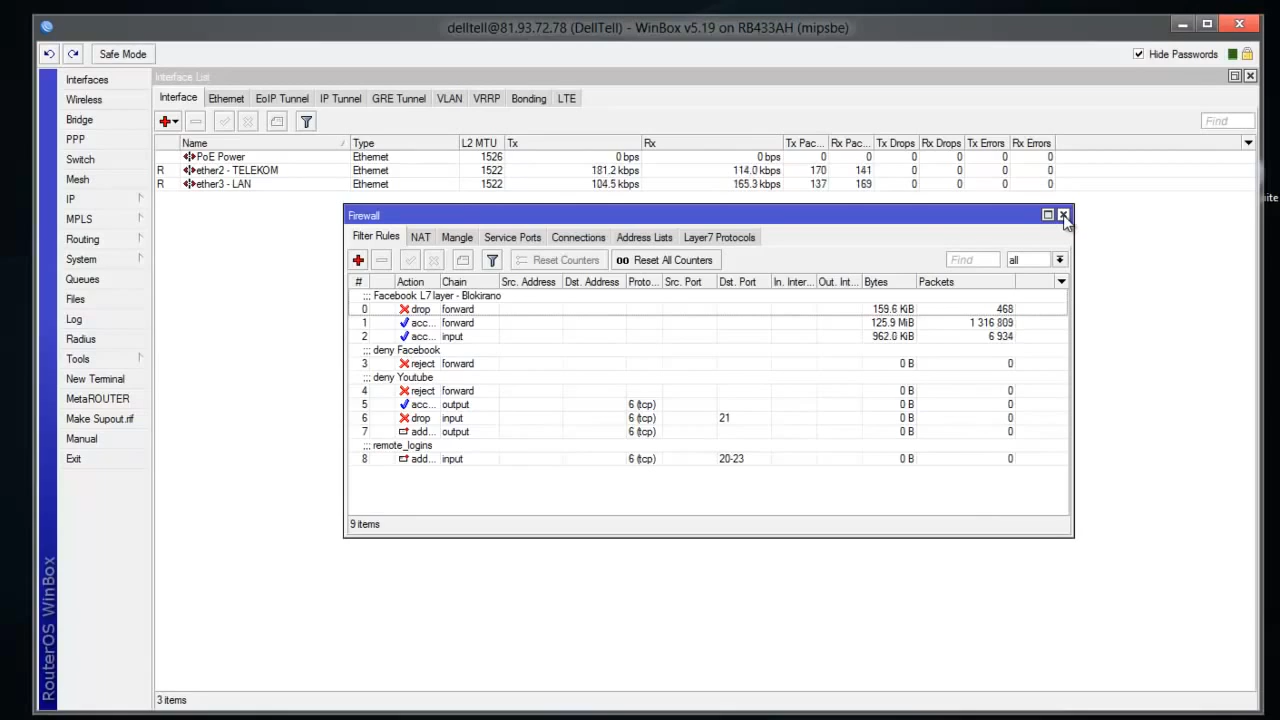 delltell@81.93.72.78 (DellTell) - WinBox v5.19 on RB433AH (mipsbe)
Safe Mode
Hide Passwords
Interfaces
Wireless
Bridge
PPP
Switch
Mesh
IP
MPLS
Routing
System
Queues
Files
Log
Radius
Tools
New Terminal
MetaROUTER
Make Supout.rif
Manual
Exit
RouterOS WinBox
Interface List
Interface Ethernet EoIP Tunnel IP Tunnel GRE Tunnel VLAN VRRP Bonding LTE
Find
Name Type L2 MTU Tx Rx Tx Pac... Rx Pac... Tx Drops Rx Drops Tx Errors Rx Errors
PoE Power Ethernet 1526 0 bps 0 bps 0 0 0 0 0 0
R ether2 - TELEKOM Ethernet 1522 181.2 kbps 114.0 kbps 170 141 0 0 0 0
R ether3 - LAN Ethernet 1522 104.5 kbps 165.3 kbps 137 169 0 0 0 0
Firewall
Filter Rules NAT Mangle Service Ports Connections Address Lists Layer7 Protocols
Reset Counters 00 Reset All Counters Find all
# Action Chain Src. Address Dst. Address Proto... Src. Port Dst. Port In. Inter... Out. Int... Bytes Packets
::: Facebook L7 layer - Blokirano
0 drop forward 159.6 KiB 468
1 acc... forward 125.9 MiB 1 316 809
2 acc... input 962.0 KiB 6 934
::: deny Facebook
3 reject forward 0 B 0
::: deny Youtube
4 reject forward 0 B 0
5 acc... output 6 (tcp) 0 B 0
6 drop input 6 (tcp) 21 0 B 0
7 add... output 6 (tcp) 0 B 0
::: remote_logins
8 add... input 6 (tcp) 20-23 0 B 0
9 items
3 items